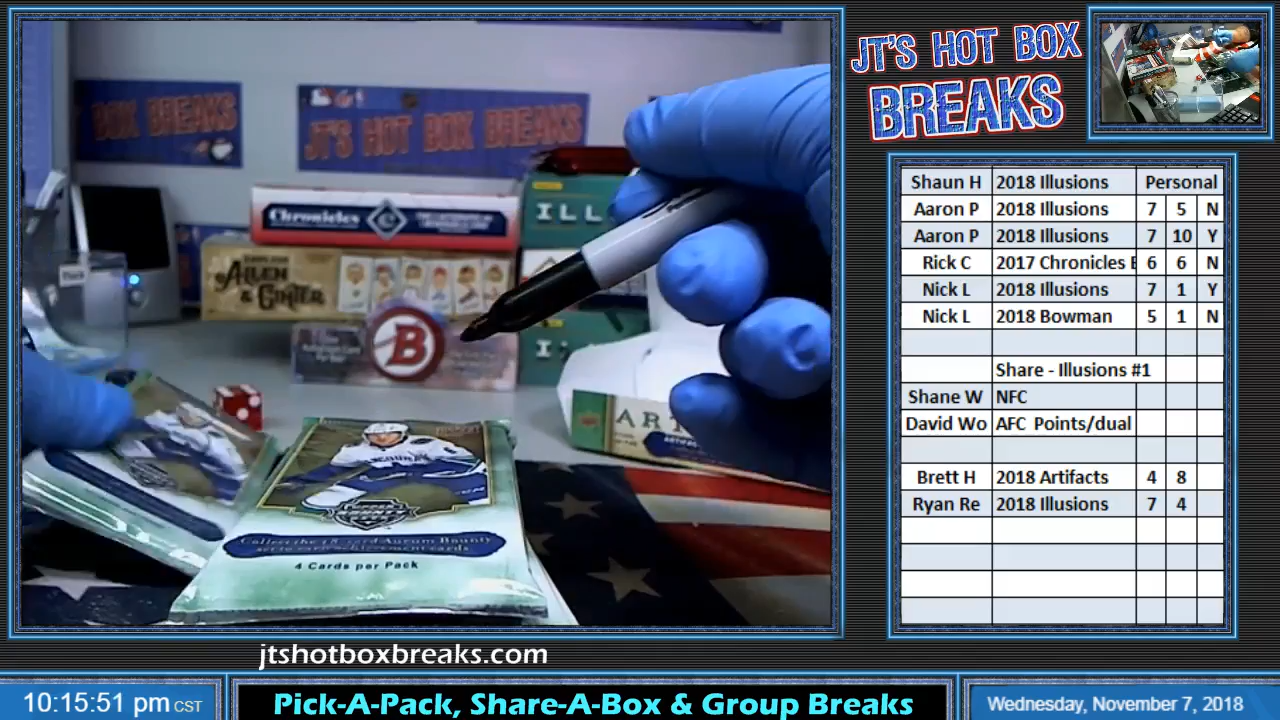 BOX BREAKS
JT'S HOT BOX BREAKS
Chronicles
ALLEN
& GINTER
ILL
B
ART
Collect the
4 Cards per Pack
JT'S HOT BOX
BREAKS
Shaun H 2018 Illusions Personal
Aaron P 2018 Illusions 7 5 N
Aaron P 2018 Illusions 7 10 Y
Rick C 2017 Chronicles 6 6 N
Nick L 2018 Illusions 7 1 Y
Nick L 2018 Bowman 5 1 N
Share - Illusions #1
Shane W NFC
David Wo AFC Points/dual
Brett H 2018 Artifacts 4 8
Ryan Re 2018 Illusions 7 4
jtshotboxbreaks.com
10:15:51 pm CST
Pick-A-Pack, Share-A-Box & Group Breaks
Wednesday, November 7, 2018